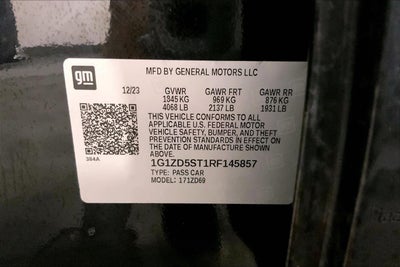 gm
MFD BY GENERAL MOTORS LLC
12/23 GVWR GAWR FRT GAWR RR
1845 KG 969 KG 876 KG
4068 LB 2137 LB 1931 LB
THIS VEHICLE CONFORMS TO ALL
APPLICABLE U.S. FEDERAL MOTOR
VEHICLE SAFETY, BUMPER, AND THEFT
PREVENTION STANDARDS IN EFFECT
ON THE DATE OF MANUFACTURE SHOWN
ABOVE.
384A
1G1ZD5ST1RF145857
TYPE: PASS CAR
MODEL: 171ZD69